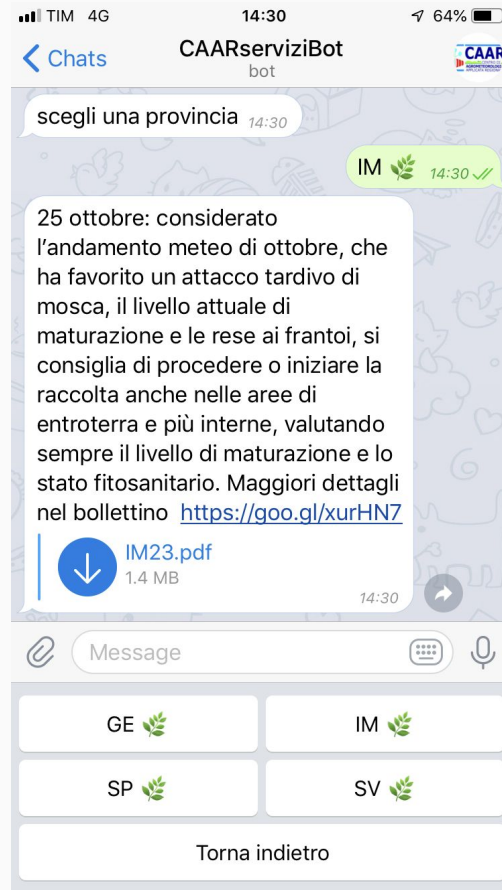 TIM 4G 14:30 64%
Chats CAARserviziBot
bot
CAAR
scegli una provincia 14:30
IM 🌿 14:30
25 ottobre: considerato
l'andamento meteo di ottobre, che
ha favorito un attacco tardivo di
mosca, il livello attuale di
maturazione e le rese ai frantoi, si
consiglia di procedere o iniziare la
raccolta anche nelle aree di
entroterra e più interne, valutando
sempre il livello di maturazione e lo
stato fitosanitario. Maggiori dettagli
nel bollettino https://goo.gl/xurHN7
IM23.pdf
1.4 MB
14:30
Message
GE 🌿 IM 🌿
SP 🌿 SV 🌿
Torna indietro